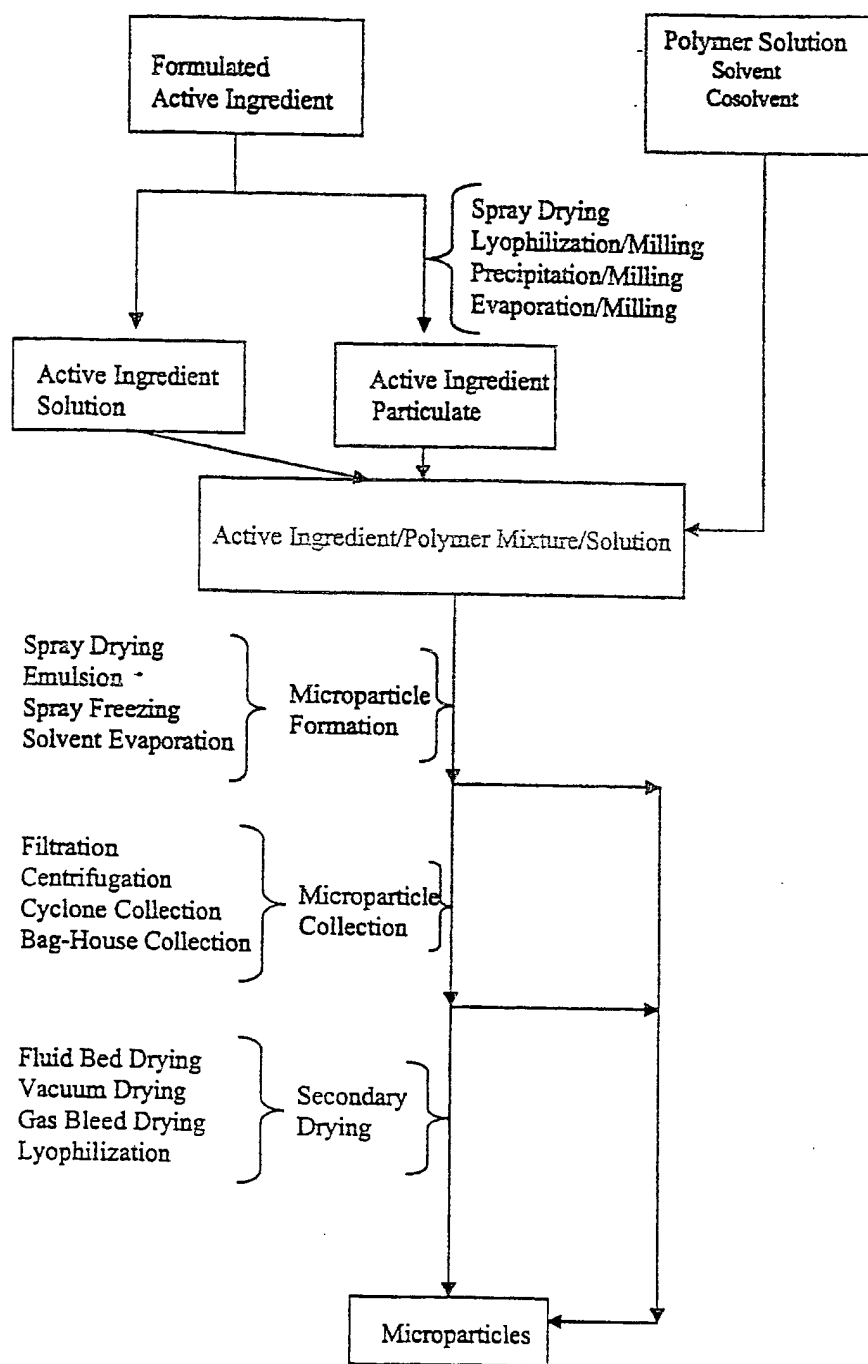 Formulated
Active Ingredient
Polymer Solution
Solvent
Cosolvent
Spray Drying
Lyophilization/Milling
Precipitation/Milling
Evaporation/Milling
Active Ingredient
Solution
Active Ingredient
Particulate
Active Ingredient/Polymer Mixture/Solution
Spray Drying
Emulsion
Spray Freezing
Solvent Evaporation
Microparticle
Formation
Filtration
Centrifugation
Cyclone Collection
Bag-House Collection
Microparticle
Collection
Fluid Bed Drying
Vacuum Drying
Gas Bleed Drying
Lyophilization
Secondary
Drying
Microparticles